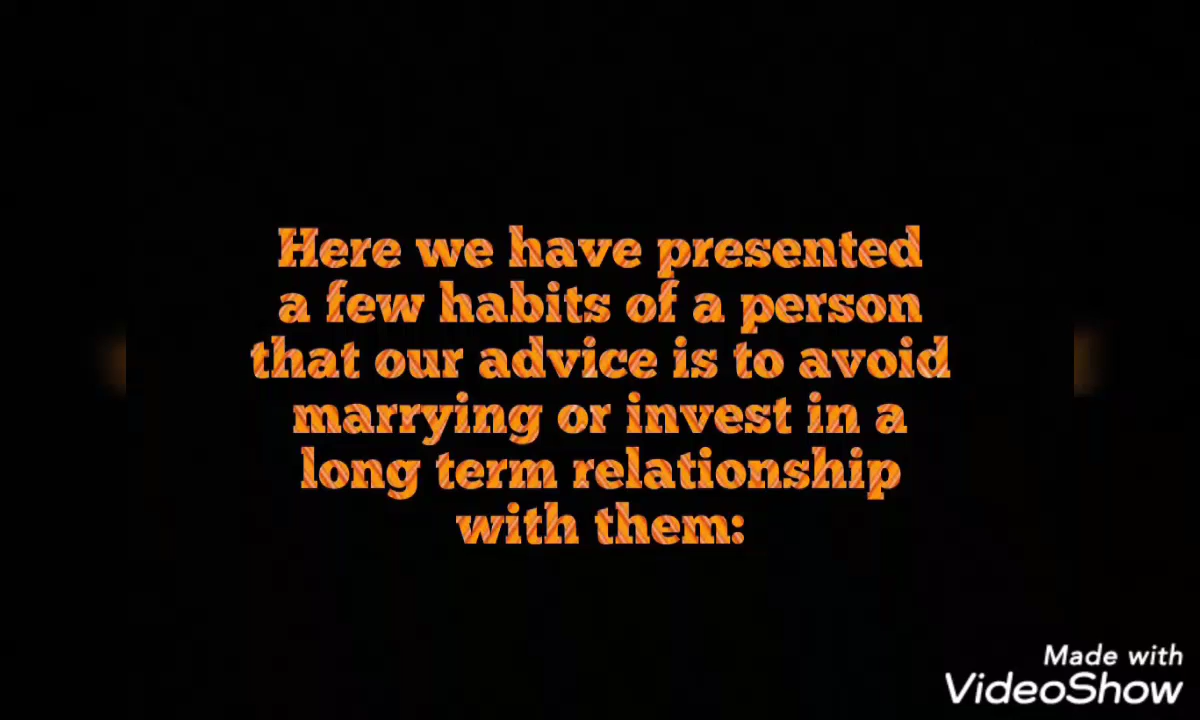 Here we have presented
a few habits of a person
that our advice is to avoid
marrying or invest in a
long term relationship
with them:
Made with
VideoShow